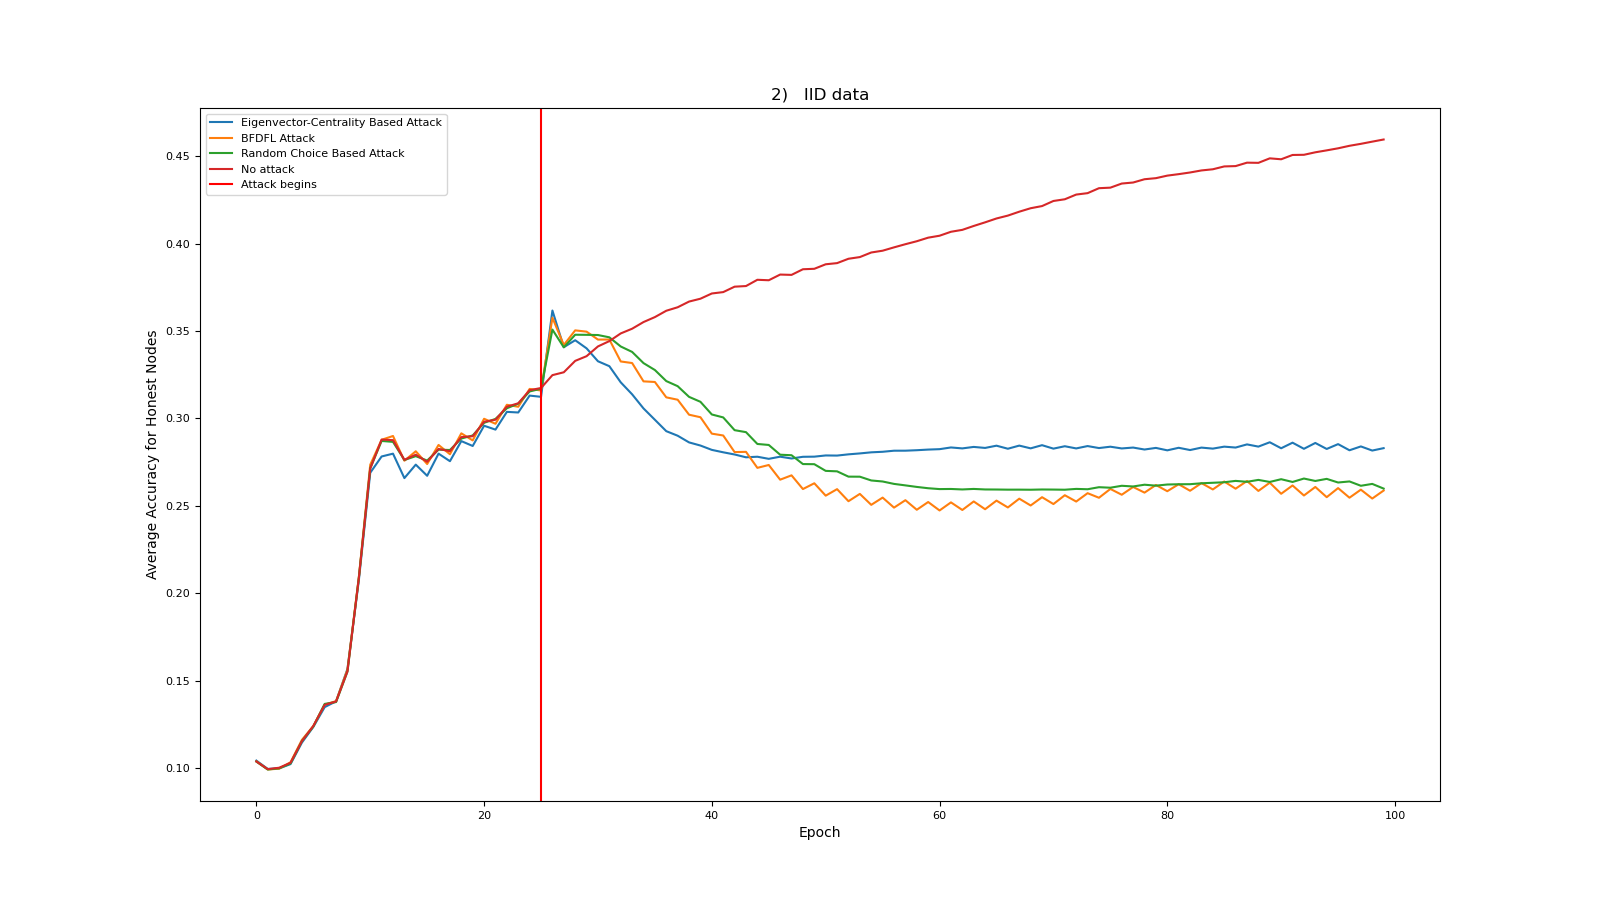 2)   IID data
Eigenvector-Centrality Based Attack
BFDFL Attack
Random Choice Based Attack
No attack
Attack begins
Average Accuracy for Honest Nodes
0.45
0.40
0.35
0.30
0.25
0.20
0.15
0.10
0 20 40 60 80 100
Epoch